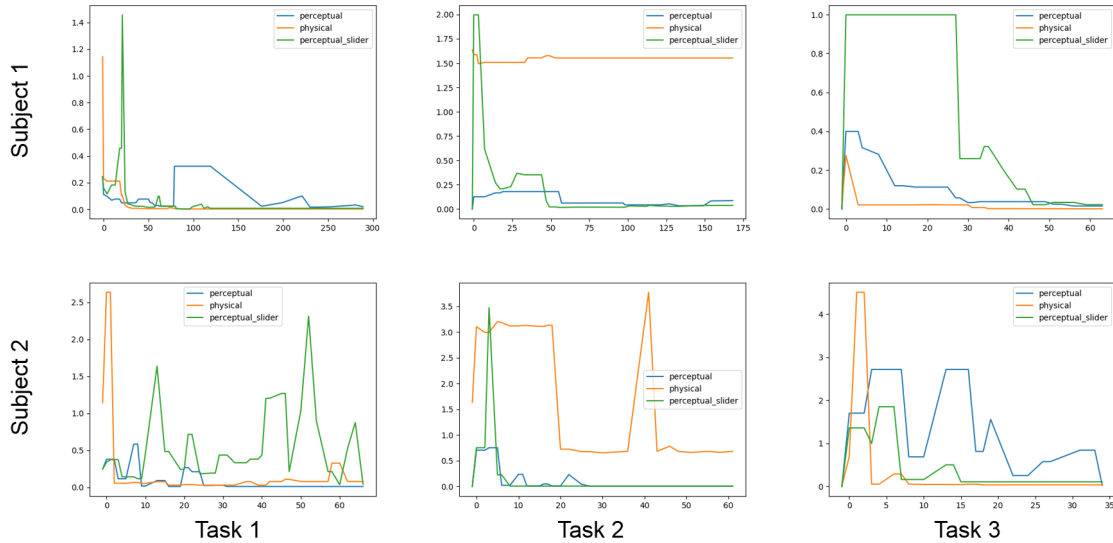 Subject 1
1.4
1.2
1.0
0.8
0.6
0.4
0.2
0.0
0 50 100 150 200 250 300
perceptual
physical
perceptual_slider
2.00
1.75
1.50
1.25
1.00
0.75
0.50
0.25
0.00
0 25 50 75 100 125 150 175
perceptual
physical
perceptual_slider
1.0
0.8
0.6
0.4
0.2
0.0
0 10 20 30 40 50 60
perceptual
physical
perceptual_slider
Subject 2
2.5
2.0
1.5
1.0
0.5
0.0
0 10 20 30 40 50 60
perceptual
physical
perceptual_slider
3.5
3.0
2.5
2.0
1.5
1.0
0.5
0.0
0 10 20 30 40 50 60
perceptual
physical
perceptual_slider
4
3
2
1
0
0 5 10 15 20 25 30 35
perceptual
physical
perceptual_slider
Task 1
Task 2
Task 3